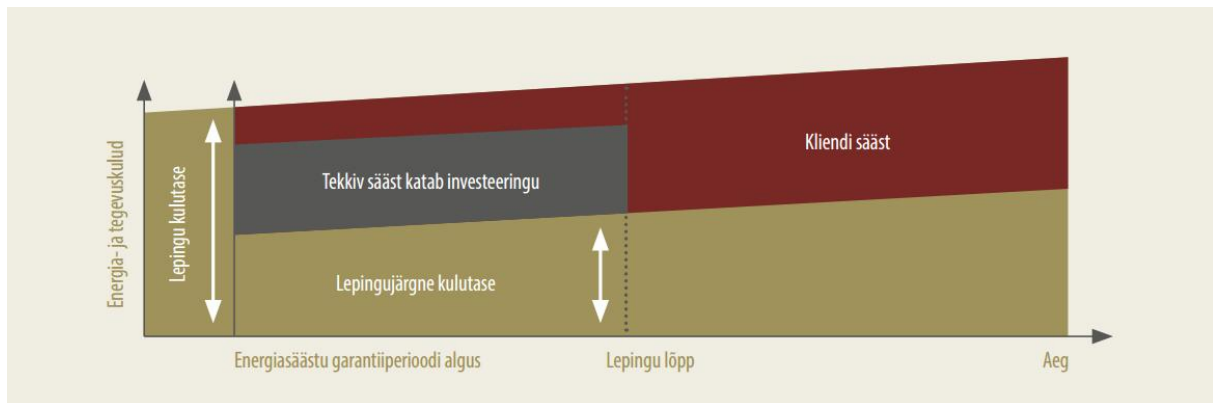 Energia- ja tegevuskulud
Lepingu kulutase
Tekkiv sääst katab investeeringu
Kliendi sääst
Lepingujärgne kulutase
Energiasäästu garantiiperioodi algus
Lepingu lõpp
Aeg